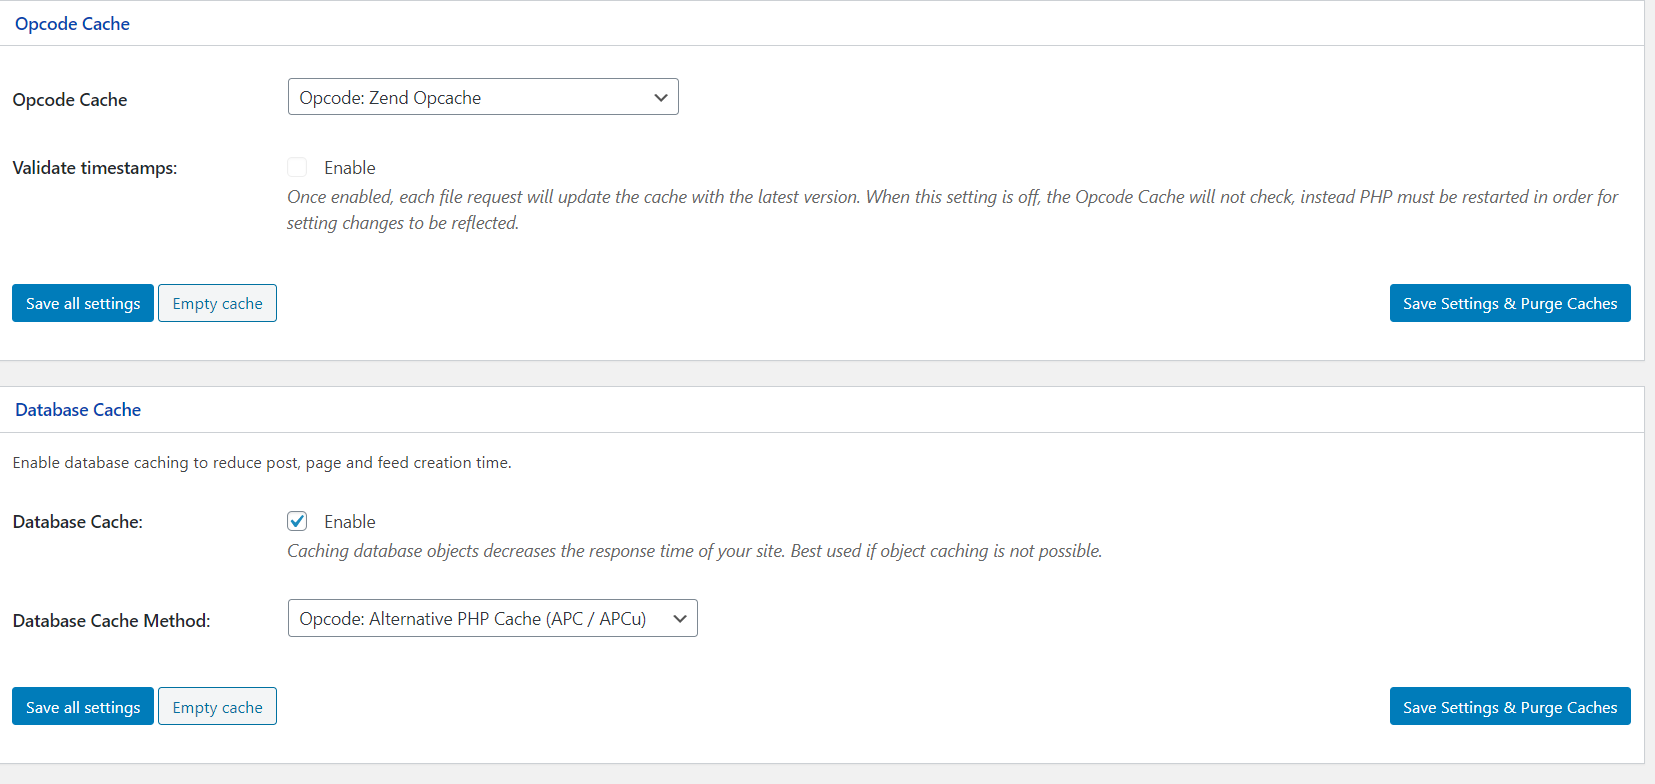 Opcode Cache
Opcode Cache
Opcode: Zend Opcache
Validate timestamps:
Enable
Once enabled, each file request will update the cache with the latest version. When this setting is off, the Opcode Cache will not check, instead PHP must be restarted in order for
setting changes to be reflected.
Save all settings
Empty cache
Save Settings & Purge Caches
Database Cache
Enable database caching to reduce post, page and feed creation time.
Database Cache:
Enable
Caching database objects decreases the response time of your site. Best used if object caching is not possible.
Database Cache Method:
Opcode: Alternative PHP Cache (APC / APCu)
Save all settings
Empty cache
Save Settings & Purge Caches